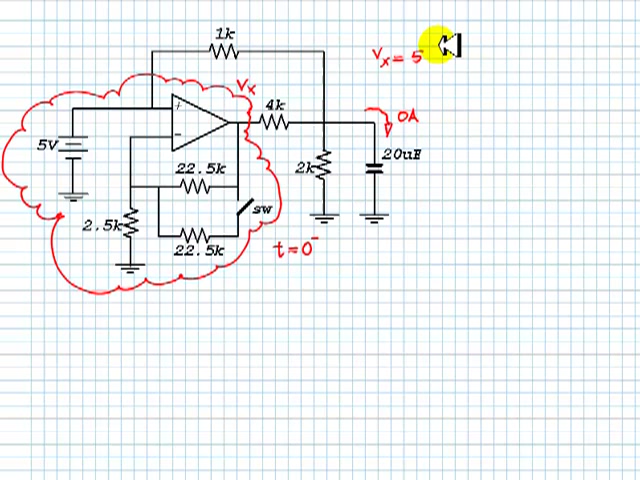 1k
Vx = 5
Vx
4k
0A
+
5V
-
20uF
22.5k
2k
2.5k
sw
22.5k
t=0⁻